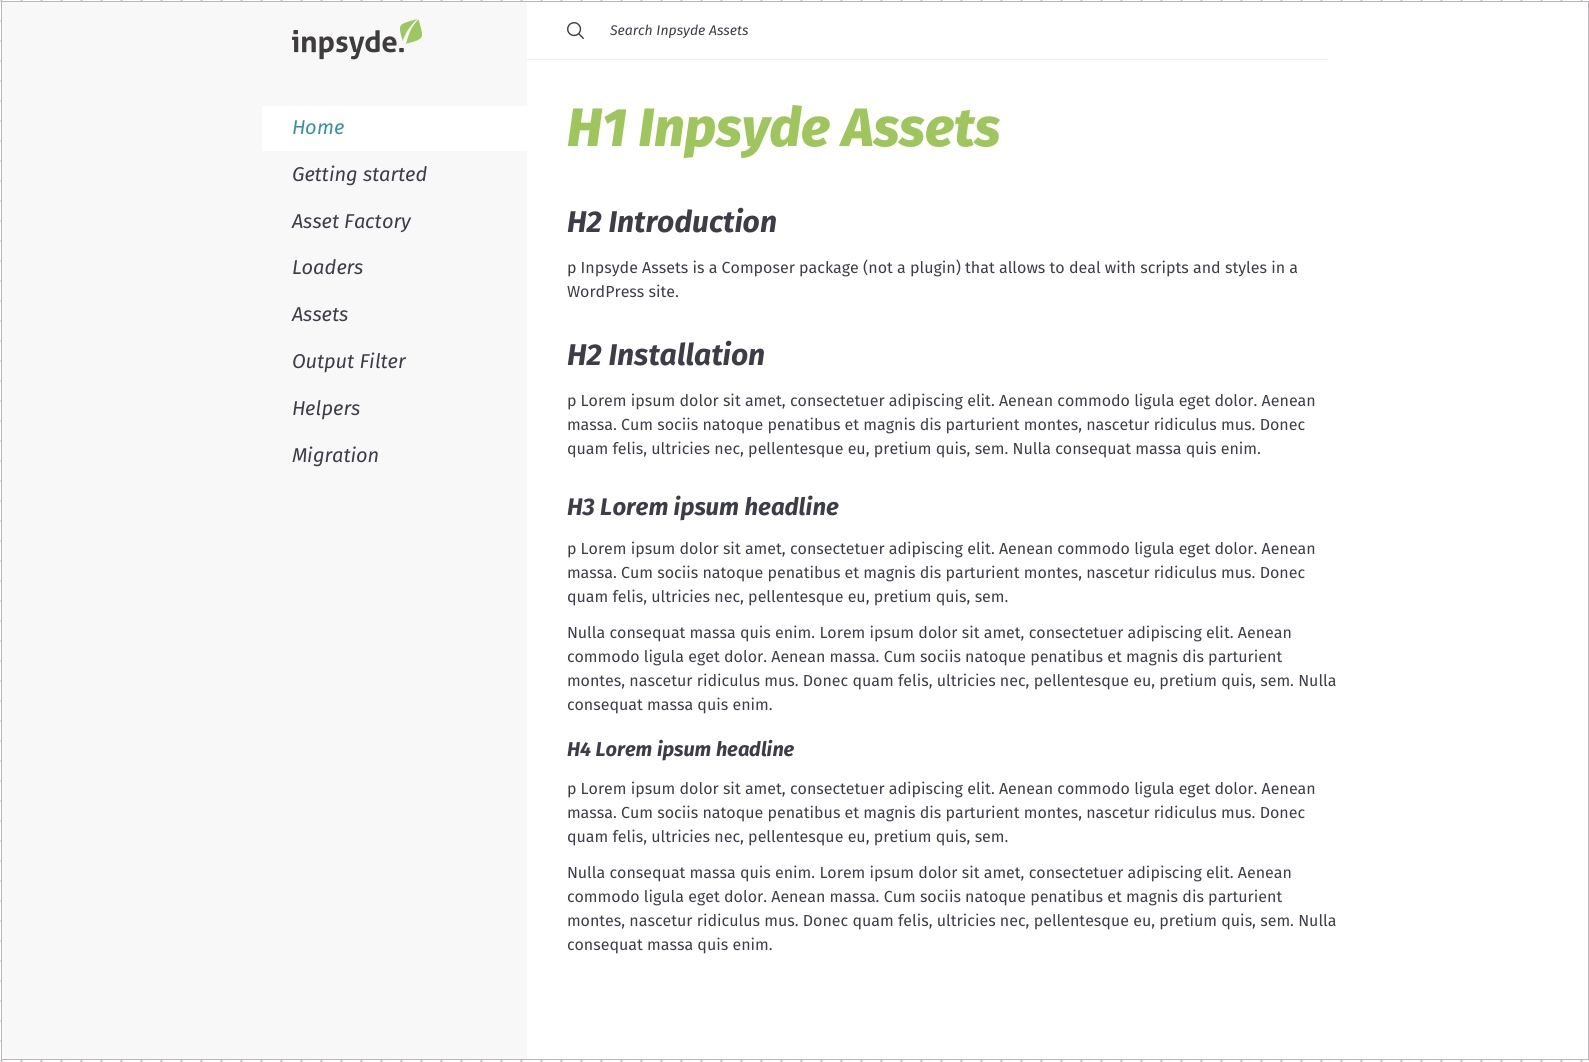 inpsyde.
Home
Getting started
Asset Factory
Loaders
Assets
Output Filter
Helpers
Migration
Search Inpsyde Assets
H1 Inpsyde Assets
H2 Introduction
p Inpsyde Assets is a Composer package (not a plugin) that allows to deal with scripts and styles in a
WordPress site.
H2 Installation
p Lorem ipsum dolor sit amet, consectetuer adipiscing elit. Aenean commodo ligula eget dolor. Aenean
massa. Cum sociis natoque penatibus et magnis dis parturient montes, nascetur ridiculus mus. Donec
quam felis, ultricies nec, pellentesque eu, pretium quis, sem. Nulla consequat massa quis enim.
H3 Lorem ipsum headline
p Lorem ipsum dolor sit amet, consectetuer adipiscing elit. Aenean commodo ligula eget dolor. Aenean
massa. Cum sociis natoque penatibus et magnis dis parturient montes, nascetur ridiculus mus. Donec
quam felis, ultricies nec, pellentesque eu, pretium quis, sem.
Nulla consequat massa quis enim. Lorem ipsum dolor sit amet, consectetuer adipiscing elit. Aenean
commodo ligula eget dolor. Aenean massa. Cum sociis natoque penatibus et magnis dis parturient
montes, nascetur ridiculus mus. Donec quam felis, ultricies nec, pellentesque eu, pretium quis, sem. Nulla
consequat massa quis enim.
H4 Lorem ipsum headline
p Lorem ipsum dolor sit amet, consectetuer adipiscing elit. Aenean commodo ligula eget dolor. Aenean
massa. Cum sociis natoque penatibus et magnis dis parturient montes, nascetur ridiculus mus. Donec
quam felis, ultricies nec, pellentesque eu, pretium quis, sem.
Nulla consequat massa quis enim. Lorem ipsum dolor sit amet, consectetuer adipiscing elit. Aenean
commodo ligula eget dolor. Aenean massa. Cum sociis natoque penatibus et magnis dis parturient
montes, nascetur ridiculus mus. Donec quam felis, ultricies nec, pellentesque eu, pretium quis, sem. Nulla
consequat massa quis enim.